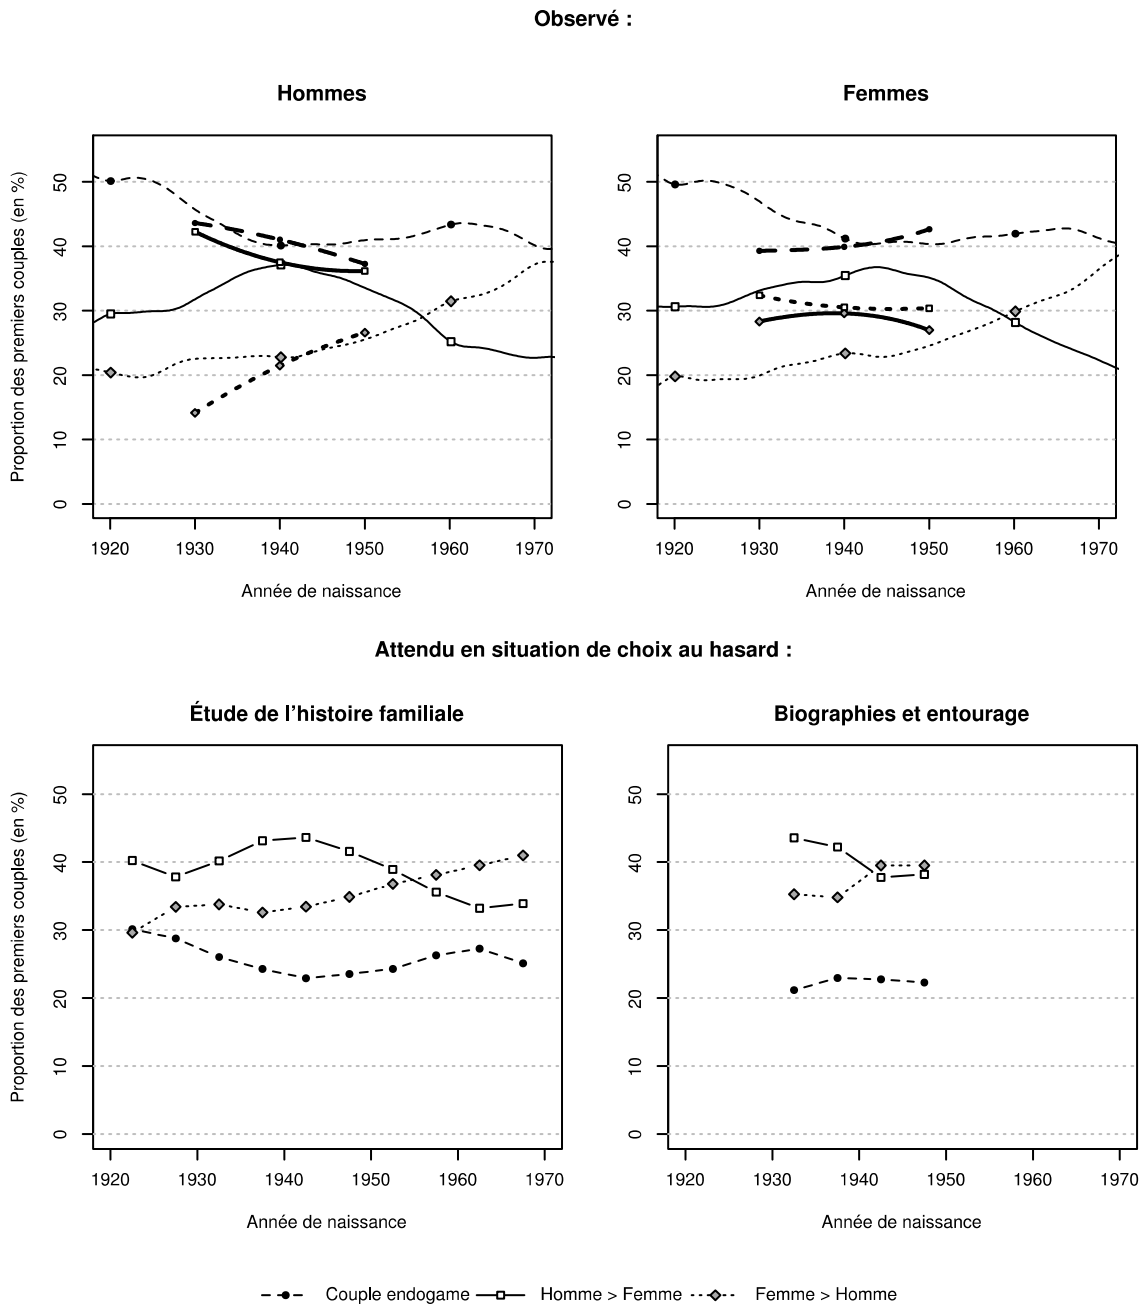 Observé :
Hommes
Femmes
Proportion des premiers couples (en %)
50
40
30
20
10
0
1920 1930 1940 1950 1960 1970
Année de naissance
50
40
30
20
10
0
1920 1930 1940 1950 1960 1970
Année de naissance
Attendu en situation de choix au hasard :
Étude de l'histoire familiale
Biographies et entourage
Proportion des premiers couples (en %)
50
40
30
20
10
0
1920 1930 1940 1950 1960 1970
Année de naissance
50
40
30
20
10
0
1920 1930 1940 1950 1960 1970
Année de naissance
Couple endogame Homme > Femme Femme > Homme